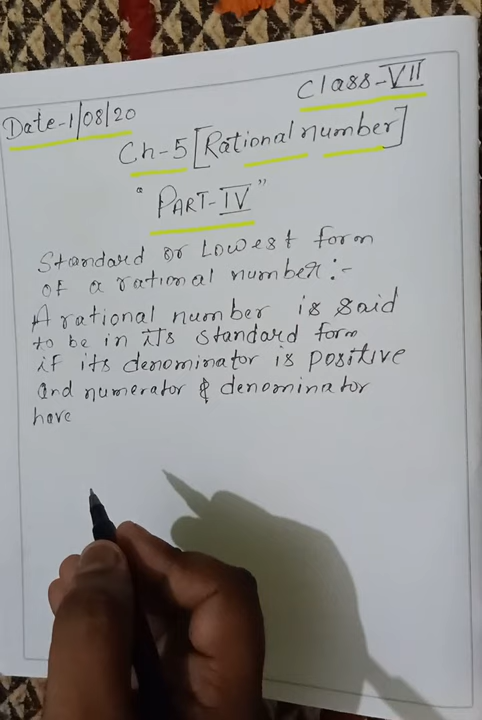 Class-VII
Date-1/08/20
Ch-5 [Rational number]
"PART-IV"
Standard or Lowest form
of a rational number:-
A rational number is said
to be in its standard form
if its denominator is positive
and numerator & denominator
have